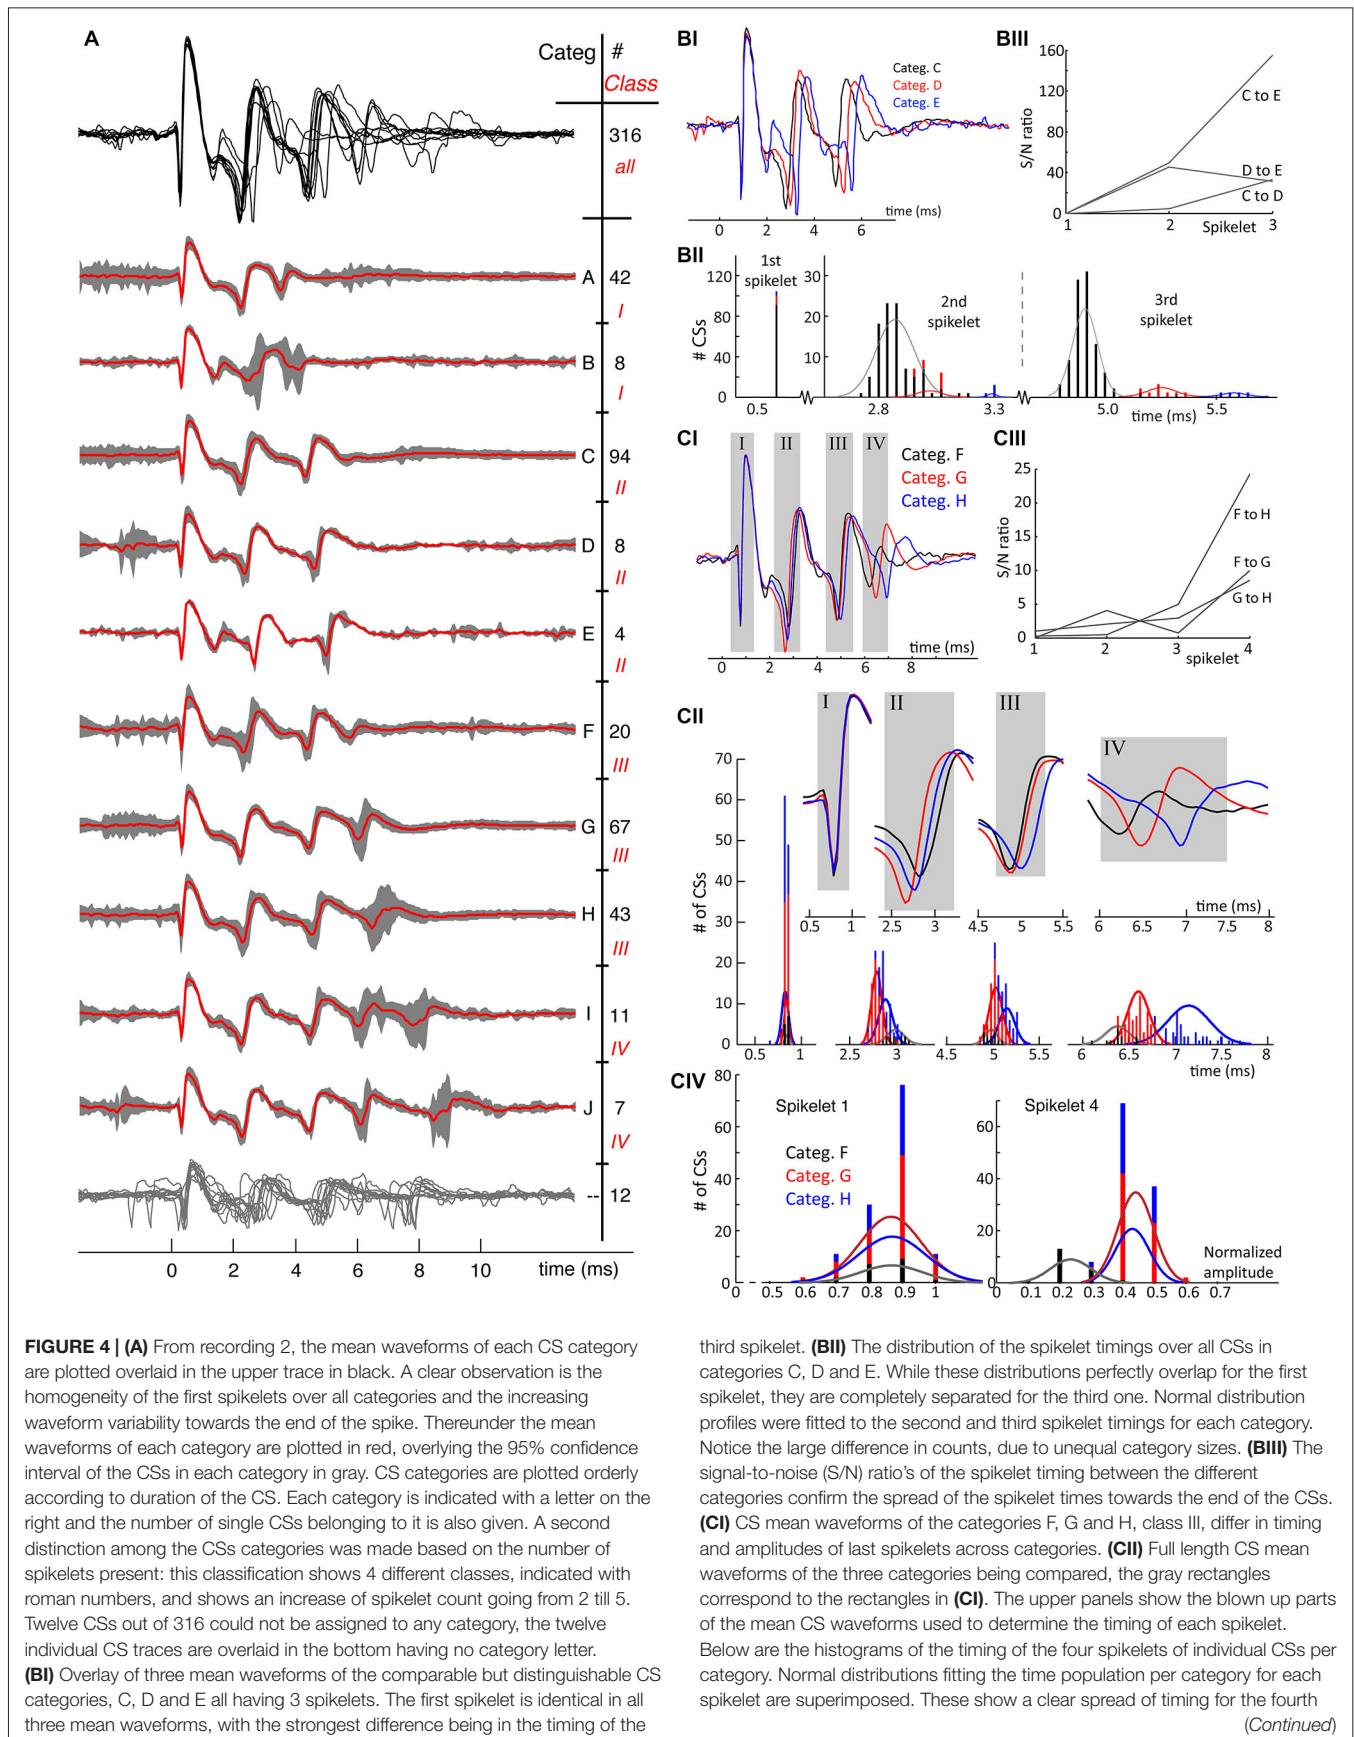 A
Categ #
Class
316
all
A 42
I
B 8
I
C 94
II
D 8
II
E 4
II
F 20
III
G 67
III
H 43
III
I 11
IV
J 7
IV
-- 12
0 2 4 6 8 10 time (ms)
BI
Categ. C
Categ. D
Categ. E
time (ms)
0 2 4 6
BIII
160
120
80
40
0
S/N ratio
C to E
D to E
C to D
1 2 3
Spikelet
BII
120
80
40
0
# CSs
1st
spikelet
30
20
10
2nd
spikelet
3rd
spikelet
0.5 2.8 3.3 5.0 5.5
time (ms)
CI
I II III IV
Categ. F
Categ. G
Categ. H
time (ms)
0 2 4 6 8
CIII
25
20
15
10
5
0
S/N ratio
F to H
F to G
G to H
1 2 3 4
spikelet
CII
I II III IV
70
60
50
40
30
20
10
0
# of CSs
0.5 1 2.5 3 4.5 5 5.5 6 6.5 7 7.5 8
time (ms)
0.5 1 2.5 3 4.5 5 5.5 6 6.5 7 7.5 8
time (ms)
CIV
80
60
40
20
0
# of CSs
Spikelet 1
Categ. F
Categ. G
Categ. H
0 0.5 0.6 0.7 0.8 0.9 1
Spikelet 4
60
40
20
0
Normalized
amplitude
0 0.1 0.2 0.3 0.4 0.5 0.6 0.7
FIGURE 4 | (A) From recording 2, the mean waveforms of each CS category
are plotted overlaid in the upper trace in black. A clear observation is the
homogeneity of the first spikelets over all categories and the increasing
waveform variability towards the end of the spike. Thereunder the mean
waveforms of each category are plotted in red, overlying the 95% confidence
interval of the CSs in each category in gray. CS categories are plotted orderly
according to duration of the CS. Each category is indicated with a letter on the
right and the number of single CSs belonging to it is also given. A second
distinction among the CSs categories was made based on the number of
spikelets present: this classification shows 4 different classes, indicated with
roman numbers, and shows an increase of spikelet count going from 2 till 5.
Twelve CSs out of 316 could not be assigned to any category, the twelve
individual CS traces are overlaid in the bottom having no category letter.
(BI) Overlay of three mean waveforms of the comparable but distinguishable CS
categories, C, D and E all having 3 spikelets. The first spikelet is identical in all
three mean waveforms, with the strongest difference being in the timing of the
third spikelet. (BII) The distribution of the spikelet timings over all CSs in
categories C, D and E. While these distributions perfectly overlap for the first
spikelet, they are completely separated for the third one. Normal distribution
profiles were fitted to the second and third spikelet timings for each category.
Notice the large difference in counts, due to unequal category sizes. (BIII) The
signal-to-noise (S/N) ratio's of the spikelet timing between the different
categories confirm the spread of the spikelet times towards the end of the CSs.
(CI) CS mean waveforms of the categories F, G and H, class III, differ in timing
and amplitudes of last spikelets across categories. (CII) Full length CS mean
waveforms of the three categories being compared, the gray rectangles
correspond to the rectangles in (CI). The upper panels show the blown up parts
of the mean CS waveforms used to determine the timing of each spikelet.
Below are the histograms of the timing of the four spikelets of individual CSs per
category. Normal distributions fitting the time population per category for each
spikelet are superimposed. These show a clear spread of timing for the fourth
(Continued)